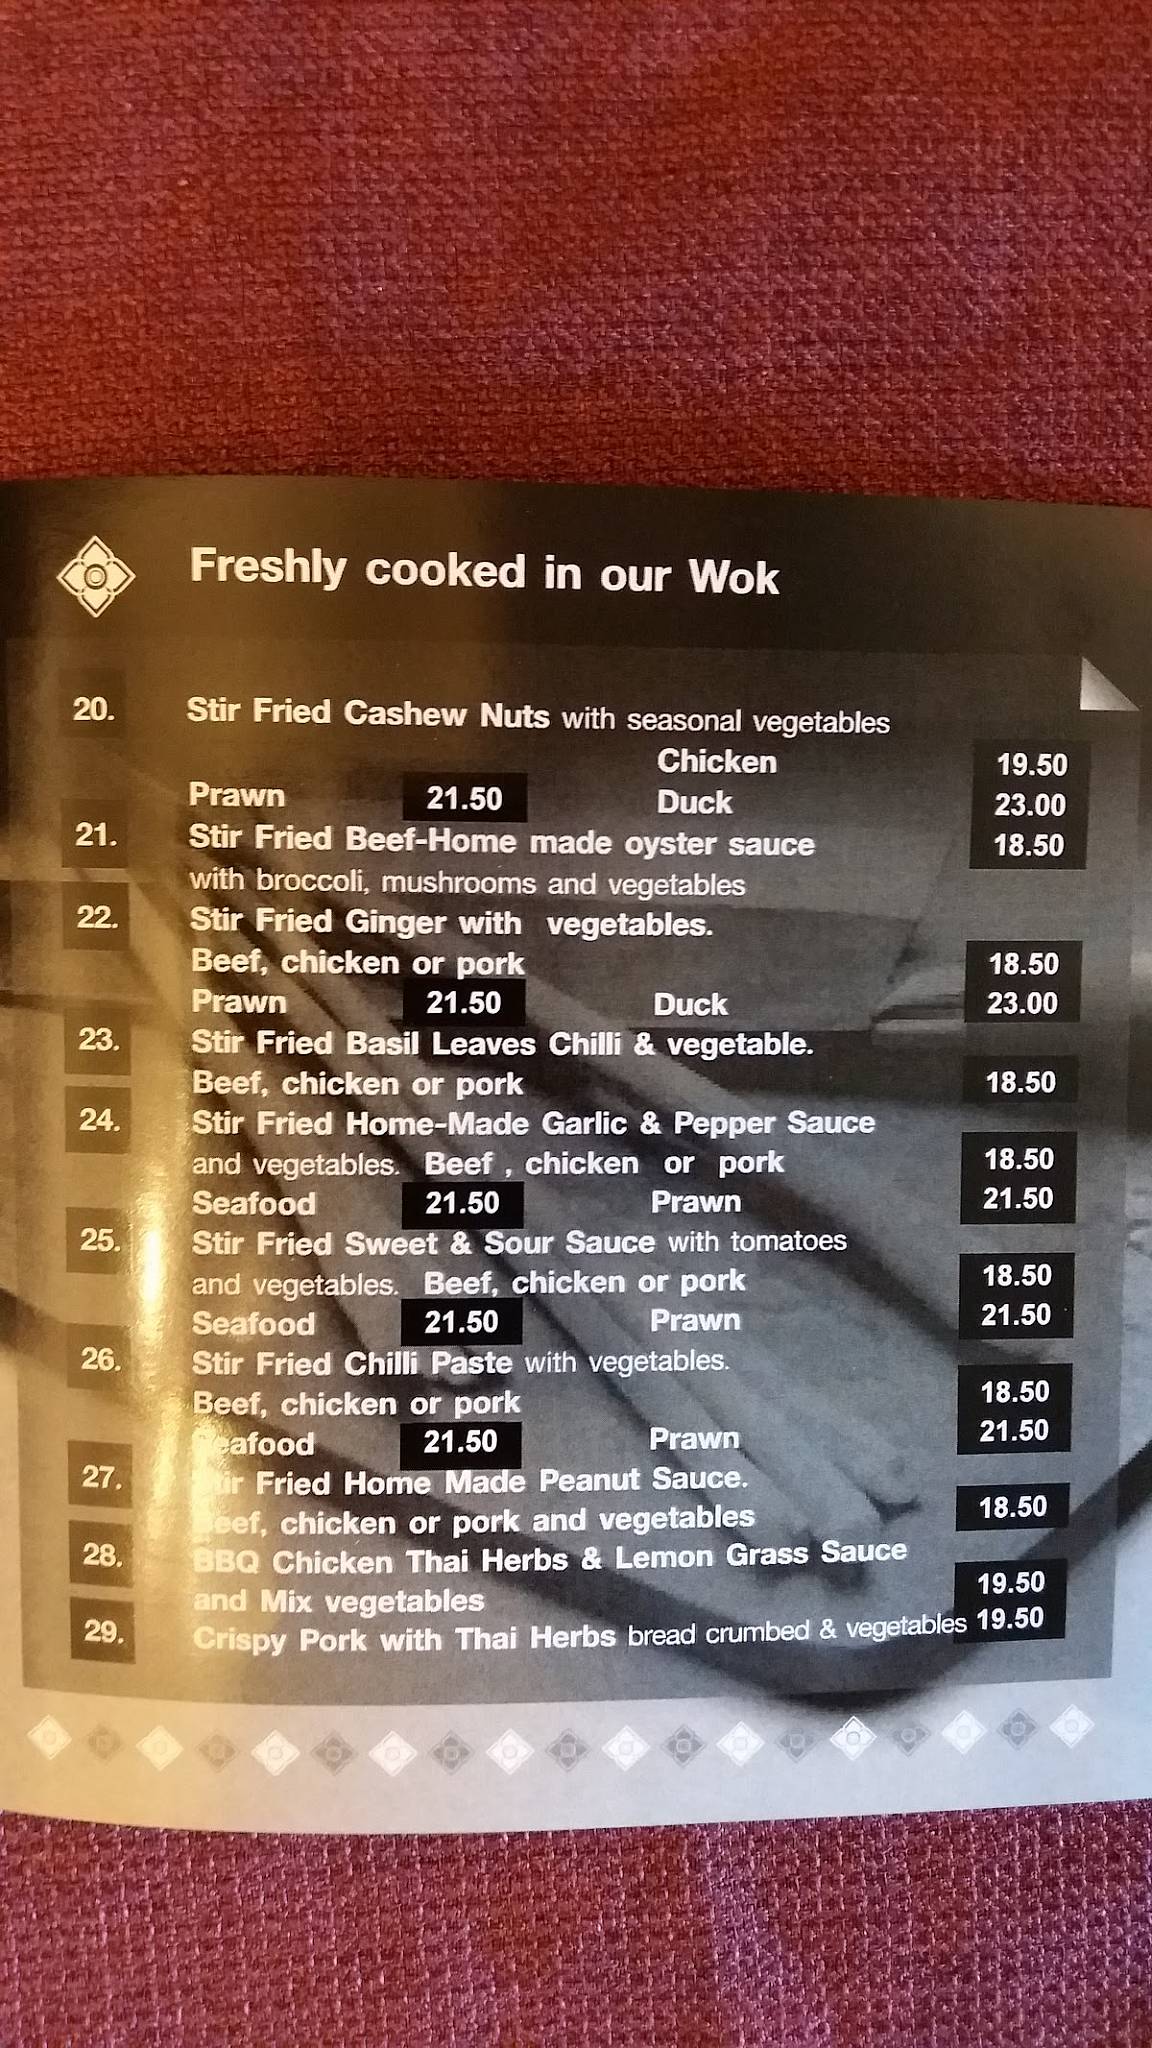 Freshly cooked in our Wok
20. Stir Fried Cashew Nuts with seasonal vegetables
Chicken 19.50
Prawn 21.50 Duck 23.00
21. Stir Fried Beef-Home made oyster sauce 18.50
with broccoli, mushrooms and vegetables
22. Stir Fried Ginger with vegetables.
Beef, chicken or pork 18.50
Prawn 21.50 Duck 23.00
23. Stir Fried Basil Leaves Chilli & vegetable.
Beef, chicken or pork 18.50
24. Stir Fried Home-Made Garlic & Pepper Sauce
and vegetables. Beef , chicken or pork 18.50
Seafood 21.50 Prawn 21.50
25. Stir Fried Sweet & Sour Sauce with tomatoes
and vegetables. Beef, chicken or pork 18.50
Seafood 21.50 Prawn 21.50
26. Stir Fried Chilli Paste with vegetables.
Beef, chicken or pork 18.50
Seafood 21.50 Prawn 21.50
27. Stir Fried Home Made Peanut Sauce.
Beef, chicken or pork and vegetables 18.50
28. BBQ Chicken Thai Herbs & Lemon Grass Sauce
and Mix vegetables 19.50
29. Crispy Pork with Thai Herbs bread crumbed & vegetables 19.50